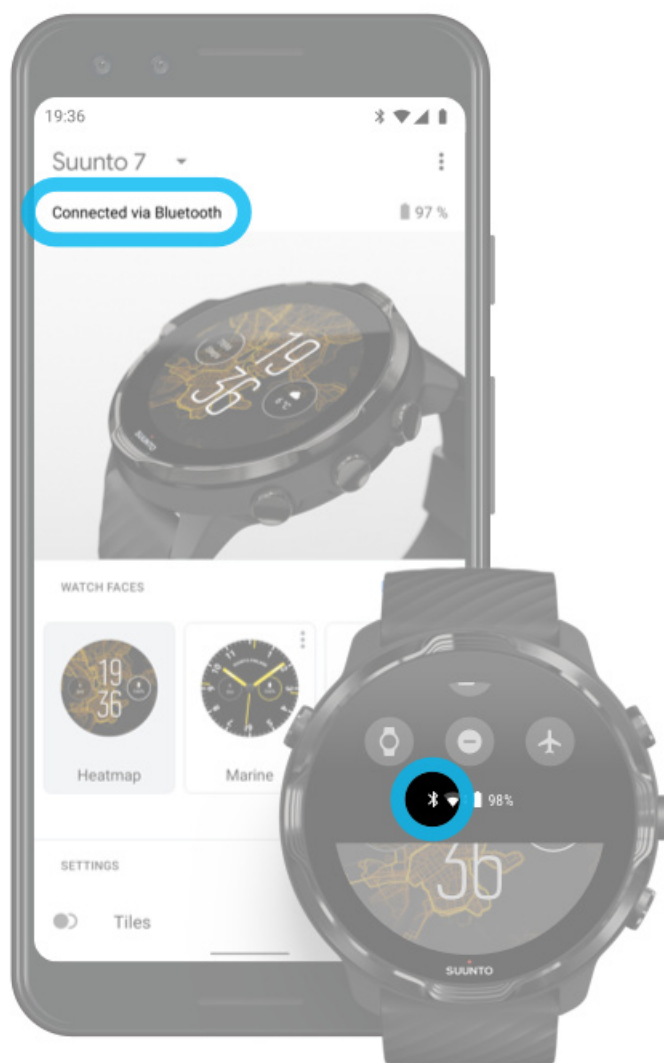 19:36
Suunto 7
Connected via Bluetooth
97 %
19
36
SUUNTO
WATCH FACES
19
36
Heatmap
Marine
98%
36
SUUNTO
SETTINGS
Tiles